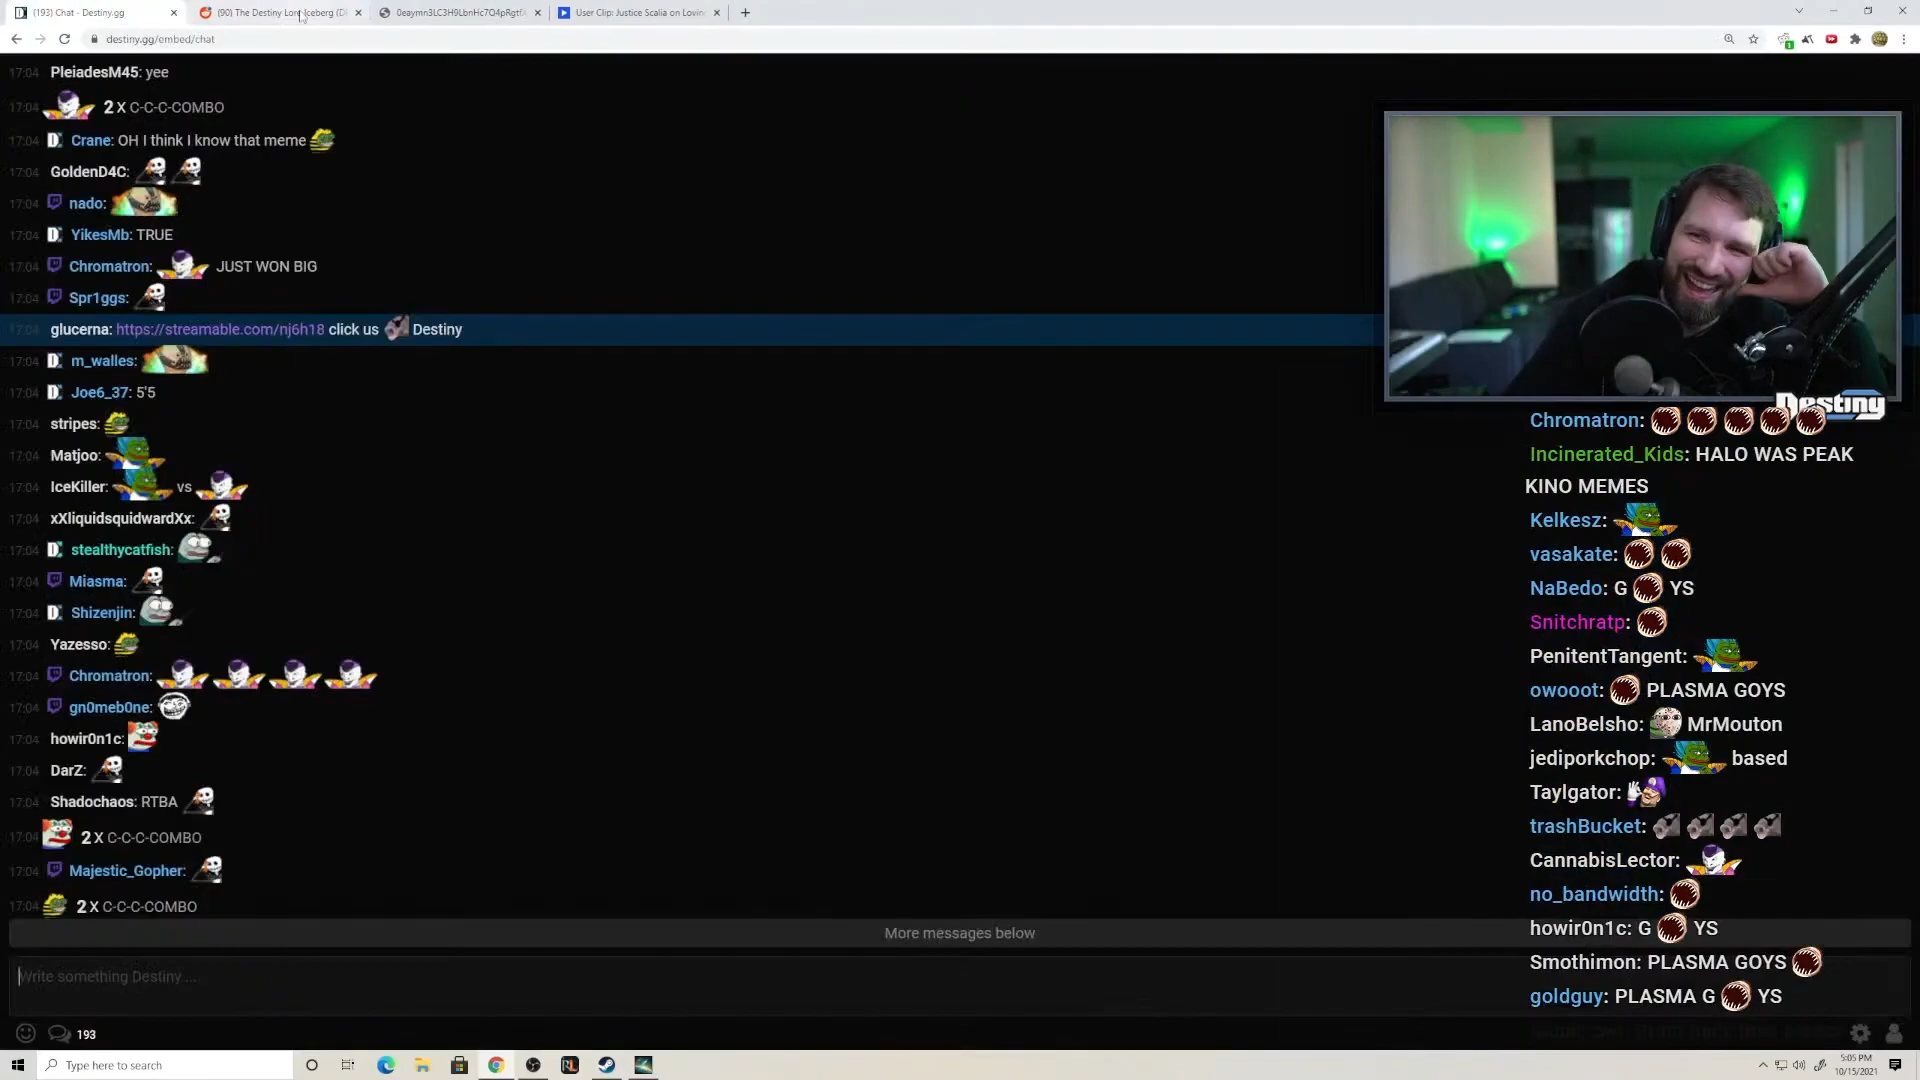 (193) Chat - Destiny.gg
(90) The Destiny Lore Iceberg (D
0eaymn3LC3H9LbnHc7O4pRgtf
User Clip: Justice Scalia on Lovin
destiny.gg/embed/chat
17:04 PleiadesM45: yee
17:04 2 X C-C-C-COMBO
17:04 Crane: OH I think I know that meme
17:04 GoldenD4C:
17:04 nado:
17:04 YikesMb: TRUE
17:04 Chromatron: JUST WON BIG
17:04 Spr1ggs:
17:04 glucerna: https://streamable.com/nj6h18 click us Destiny
17:04 m_walles:
17:04 Joe6_37: 5'5
17:04 stripes:
17:04 Matjoo:
17:04 IceKiller: vs
17:04 xXliquidsquidwardXx:
17:04 stealthycatfish:
17:04 Miasma:
17:04 Shizenjin:
17:04 Yazesso:
17:04 Chromatron:
17:04 gn0meb0ne:
17:04 howir0n1c:
17:04 DarZ:
17:04 Shadochaos: RTBA
17:04 2 X C-C-C-COMBO
17:04 Majestic_Gopher:
17:04 2 X C-C-C-COMBO
More messages below
Write something Destiny ...
193
Destiny
Chromatron:
Incinerated_Kids: HALO WAS PEAK
KINO MEMES
Kelkesz:
vasakate:
NaBedo: G YS
Snitchratp:
PenitentTangent:
owooot: PLASMA GOYS
LanoBelsho: MrMouton
jediporkchop: based
Taylgator:
trashBucket:
CannabisLector:
no_bandwidth:
howir0n1c: G YS
Smothimon: PLASMA GOYS
goldguy: PLASMA G YS
Type here to search
5:05 PM
10/15/2021